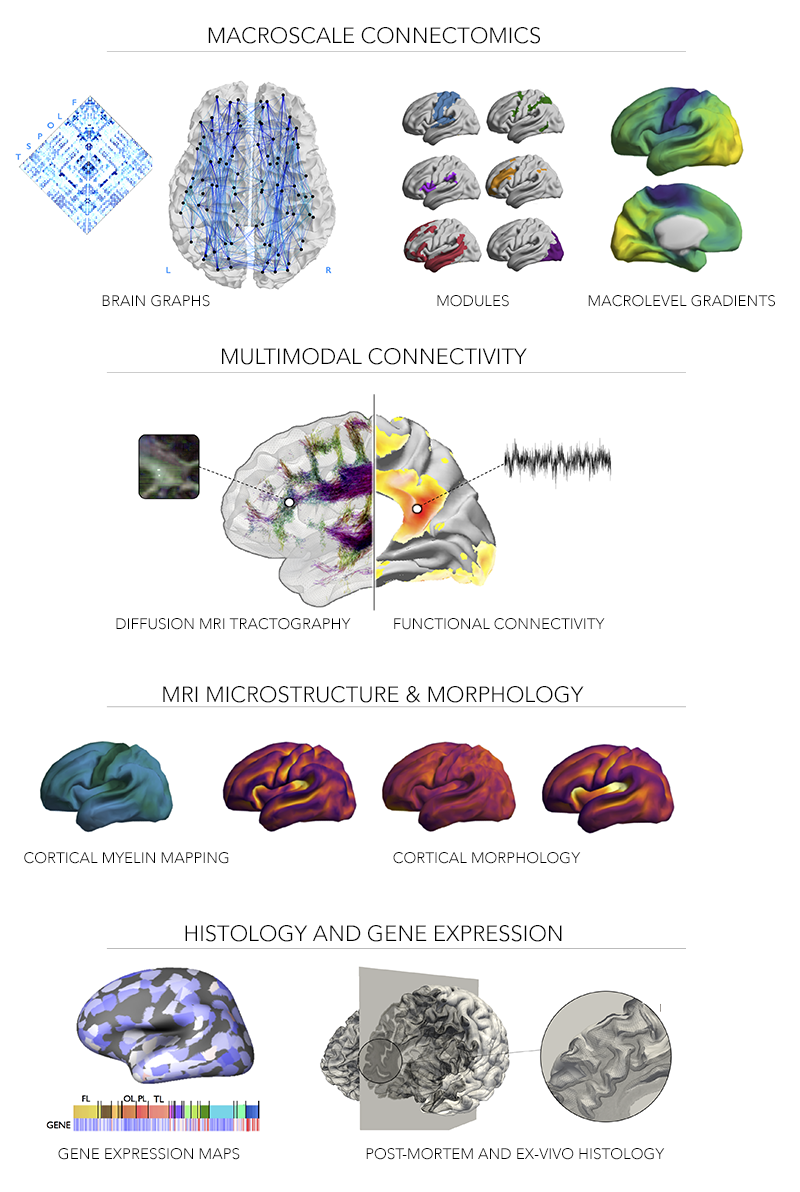 MACROSCALE CONNECTOMICS
T S P O L F
L
R
BRAIN GRAPHS
MODULES
MACROLEVEL GRADIENTS
MULTIMODAL CONNECTIVITY
DIFFUSION MRI TRACTOGRAPHY
FUNCTIONAL CONNECTIVITY
MRI MICROSTRUCTURE & MORPHOLOGY
CORTICAL MYELIN MAPPING
CORTICAL MORPHOLOGY
HISTOLOGY AND GENE EXPRESSION
FL OL PL TL
GENE
GENE EXPRESSION MAPS
POST-MORTEM AND EX-VIVO HISTOLOGY